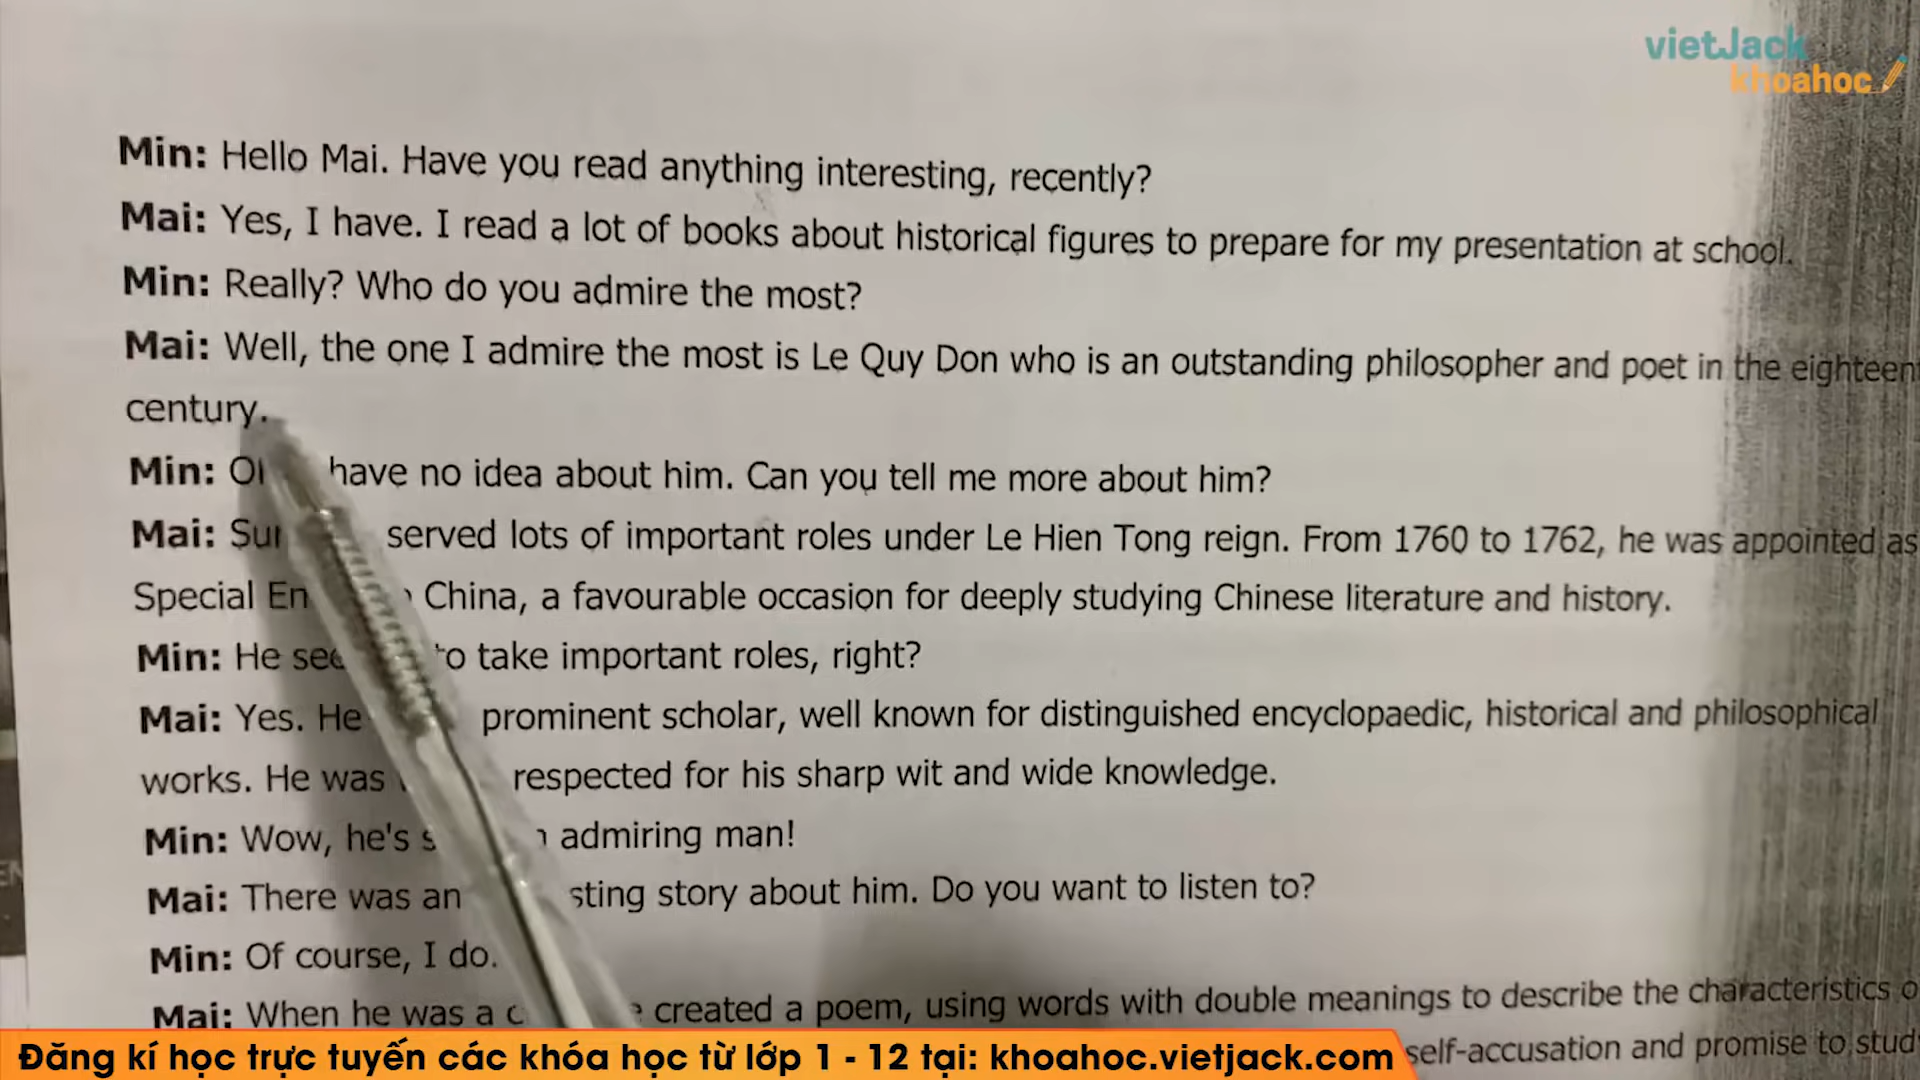 vietJack
khoahoc
Min: Hello Mai. Have you read anything interesting, recently?
Mai: Yes, I have. I read a lot of books about historical figures to prepare for my presentation at school.
Min: Really? Who do you admire the most?
Mai: Well, the one I admire the most is Le Quy Don who is an outstanding philosopher and poet in the
century.
Min: have no idea about him. Can you tell me more about him?
Mai: served lots of important roles under Le Hien Tong reign. From 1760 to 1762, he was appointed as
Special China, a favourable occasion for deeply studying Chinese literature and history.
Min: He to take important roles, right?
Mai: Yes. He prominent scholar, well known for distinguished encyclopaedic, historical and philosophical
works. He was respected for his sharp wit and wide knowledge.
Min: Wow, he's admiring man!
Mai: There was an story about him. Do you want to listen to?
Min: Of course, I do.
Mai: When he was a created a poem, using words with double meanings to describe the characteristics
self-accusation and promise to
Đăng kí học trực tuyến các khóa học từ lớp 1 - 12 tại: khoahoc.vietjack.com